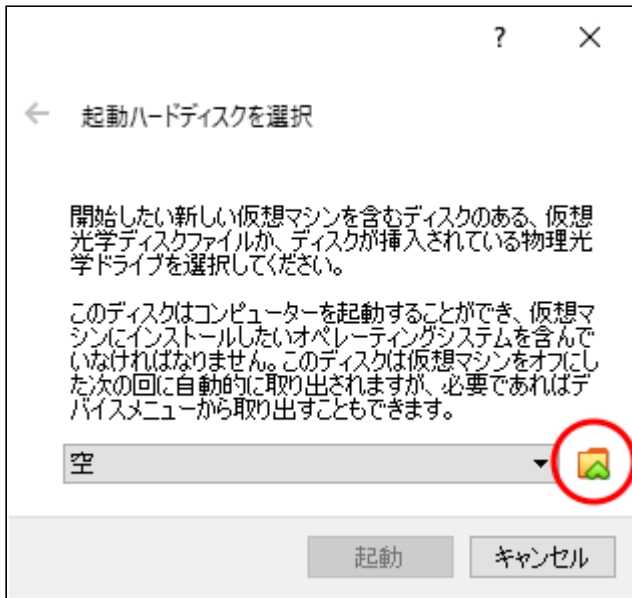 ?
起動ハードディスクを選択
開始したい新しい仮想マシンを含むディスクのある、仮想
光学ディスクファイルか、ディスクが挿入されている物理光
学ドライブを選択してください。
このディスクはコンピューターを起動することができ、仮想マ
シンにインストールしたいオペレーティングシステムを含んで
いなければなりません。このディスクは仮想マシンをオフにし
た次の回に自動的に取り出されますが、必要であればデ
バイスメニューから取り出すこともできます。
空
起動 キャンセル